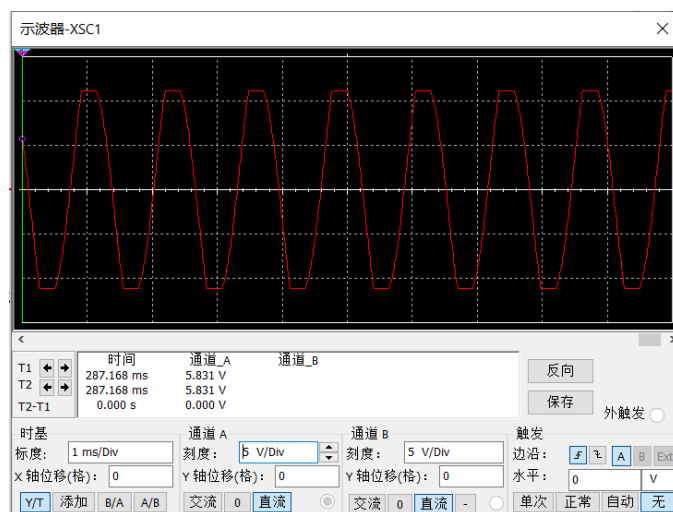 示波器-XSC1
时间 通道_A 通道_B
T1 287.168 ms 5.831 V
T2 287.168 ms 5.831 V
T2-T1 0.000 s 0.000 V
反向
保存
外触发
时基
标度： 1 ms/Div
X 轴位移(格)： 0
Y/T 添加 B/A A/B
通道 A
刻度： 5 V/Div
Y 轴位移(格)： 0
交流 0 直流
通道 B
刻度： 5 V/Div
Y 轴位移(格)： 0
交流 0 直流 -
触发
边沿： A B Ext
水平： 0 V
单次 正常 自动 无